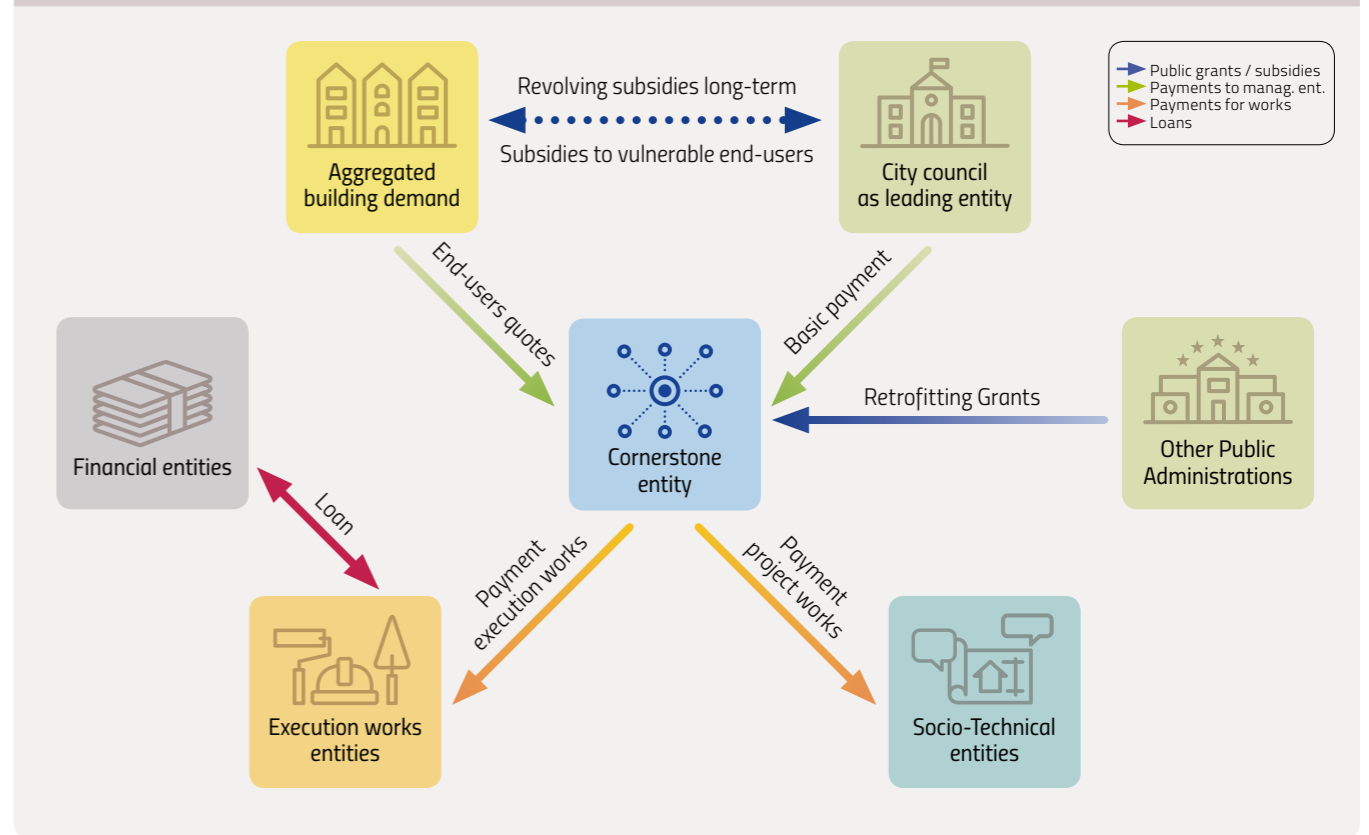 Revolving subsidies long-term
Subsidies to vulnerable end-users
Aggregated
building demand
City council
as leading entity
Public grants / subsidies
Payments to manag. ent.
Payments for works
Loans
End-users quotes
Basic payment
Financial entities
Cornerstone
entity
Retrofitting Grants
Other Public
Administrations
Loan
Payment
execution works
Payment
project works
Execution works
entities
Socio-Technical
entities